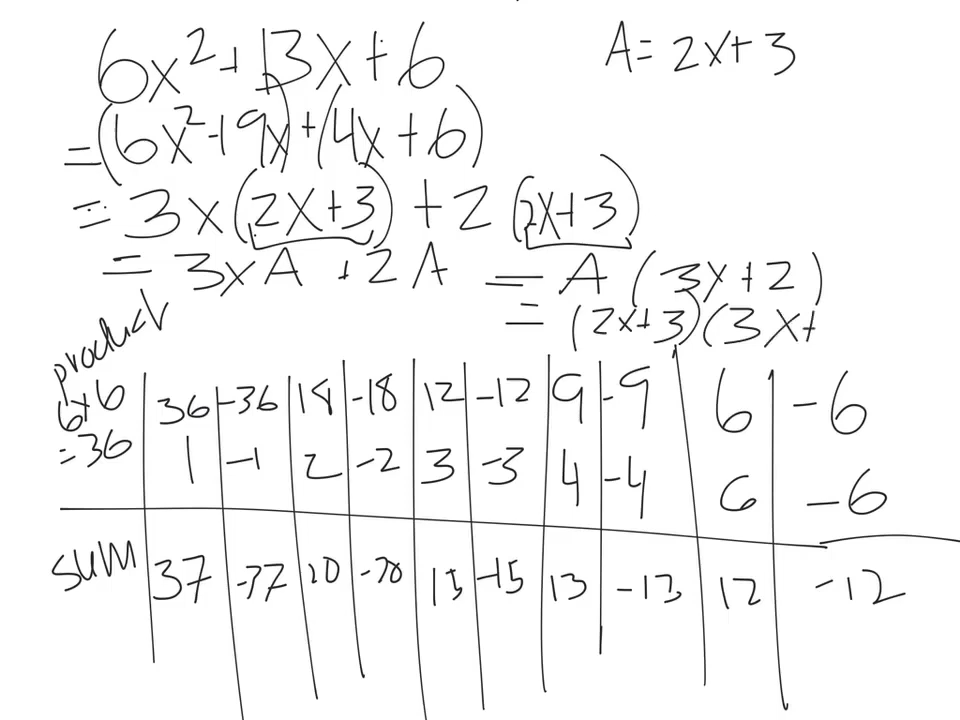 6x²+13x+6
A=2x+3
=(6x²+9x)+(4x+6)
=3x(2x+3)+2(2x+3)
=3xA+2A =A(3x+2)
=(2x+3)(3x+
product
6x6 36 -36 18 -18 12 -12 9 -9 6 -6
=36 1 -1 2 -2 3 -3 4 -4 6 -6
sum 37 -37 20 -20 15 -15 13 -13 12 -12